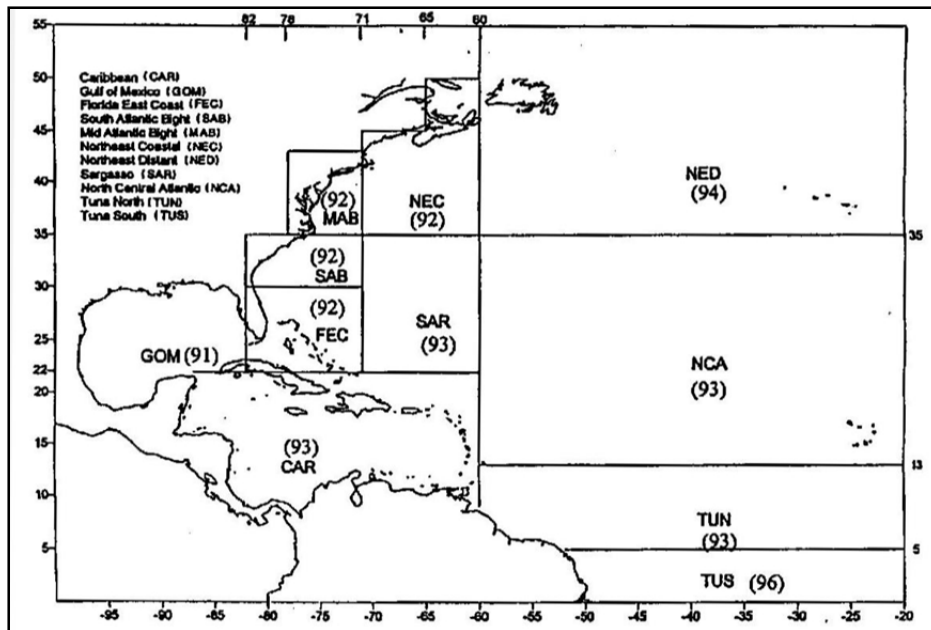 82 78 71 65 60
55
Caribbean (CAR)
Gulf of Mexico (GOM)
Florida East Coast (FEC)
South Atlantic Bight (SAB)
Mid Atlantic Bight (MAB)
Northeast Coastal (NEC)
Northeast Distant (NED)
Sargasso (SAR)
North Central Atlantic (NCA)
Tuna North (TUN)
Tuna South (TUS)
50
45
40
35
30
25
22
20
15
10
5
NED
(94)
(92)
MAB
NEC
(92)
35
(92)
SAB
(92)
FEC
SAR
(93)
GOM (91)
NCA
(93)
(93)
CAR
13
TUN
(93)
5
TUS (96)
-95 -90 -85 -80 -75 -70 -65 -60 -55 -50 -45 -40 -35 -30 -25 -20